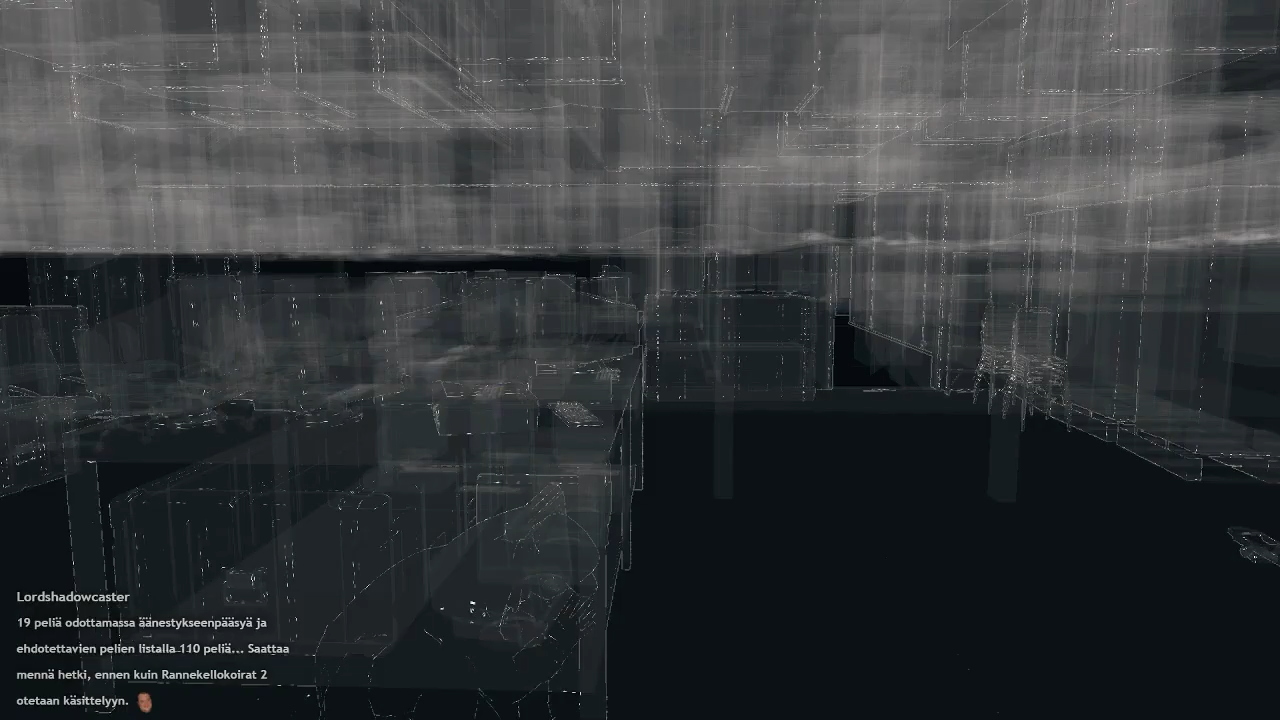 Lordshadowcaster
19 peliä odottamassa äänestykseenpääsyä ja
ehdotettavien pelien listalla 110 peliä... Saattaa
mennä hetki, ennen kuin Rannekellokoirat 2
otetaan käsittelyyn.